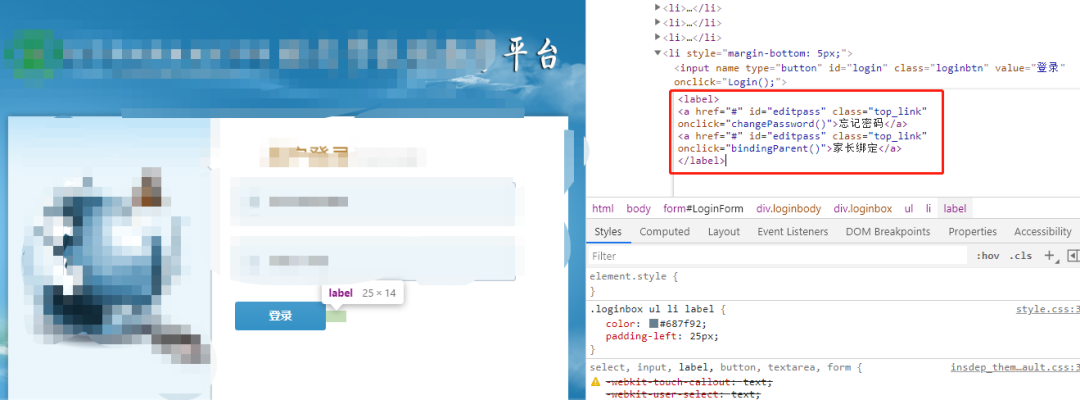 平台
登录
label 25 × 14
<li>…</li>
<li>…</li>
<li>…</li>
<li style="margin-bottom: 5px;">
<input name type="button" id="login" class="loginbtn" value="登录"
onclick="Login();">
<label>
<a href="#" id="editpass" class="top_link"
onclick="changePassword()">忘记密码</a>
<a href="#" id="editpass" class="top_link"
onclick="bindingParent()">家长绑定</a>
</label>
html body form#LoginForm div.loginbody div.loginbox ul li label
Styles Computed Layout Event Listeners DOM Breakpoints Properties Accessibility
Filter :hov .cls
element.style {
}
.loginbox ul li label { style.css:3
color: #687f92;
padding-left: 25px;
}
select, input, label, button, textarea, form { insdep_them…ault.css:3
-webkit-touch-callout: text;
-webkit-user-select: text;